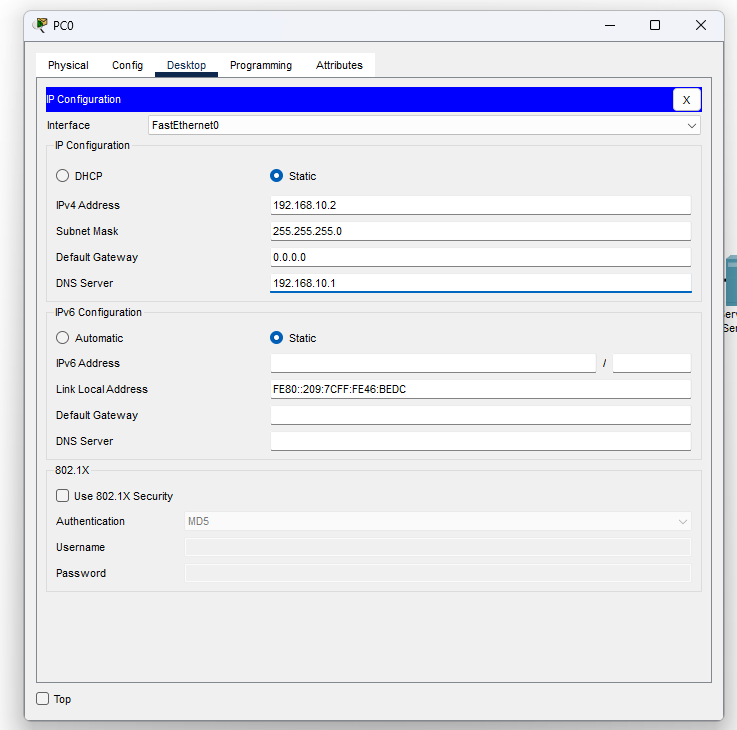 PC0
Physical Config Desktop Programming Attributes
IP Configuration X
Interface FastEthernet0
IP Configuration
DHCP Static
IPv4 Address 192.168.10.2
Subnet Mask 255.255.255.0
Default Gateway 0.0.0.0
DNS Server 192.168.10.1
IPv6 Configuration
Automatic Static
IPv6 Address /
Link Local Address FE80::209:7CFF:FE46:BEDC
Default Gateway
DNS Server
802.1X
Use 802.1X Security
Authentication MD5
Username
Password
Top